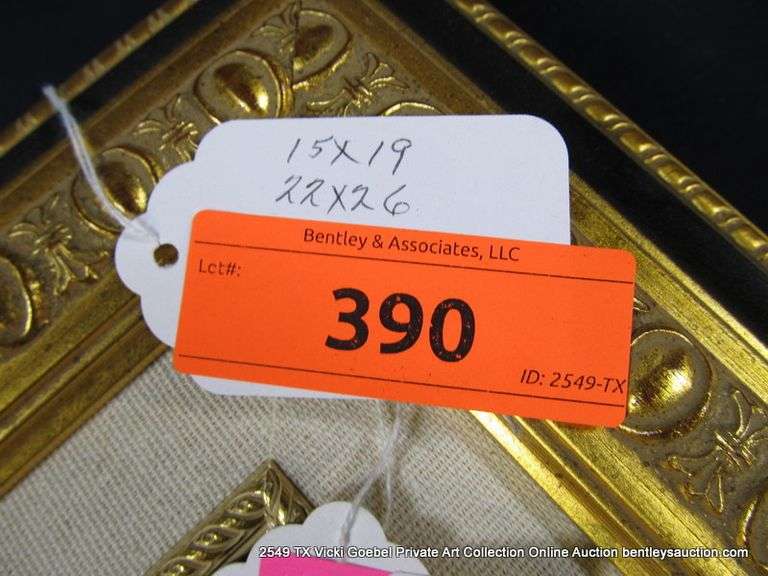 15X19
22X26
Bentley & Associates, LLC
Lot#:
390
ID: 2549-TX
2549 TX Vicki Goebel Private Art Collection Online Auction bentleysauction.com